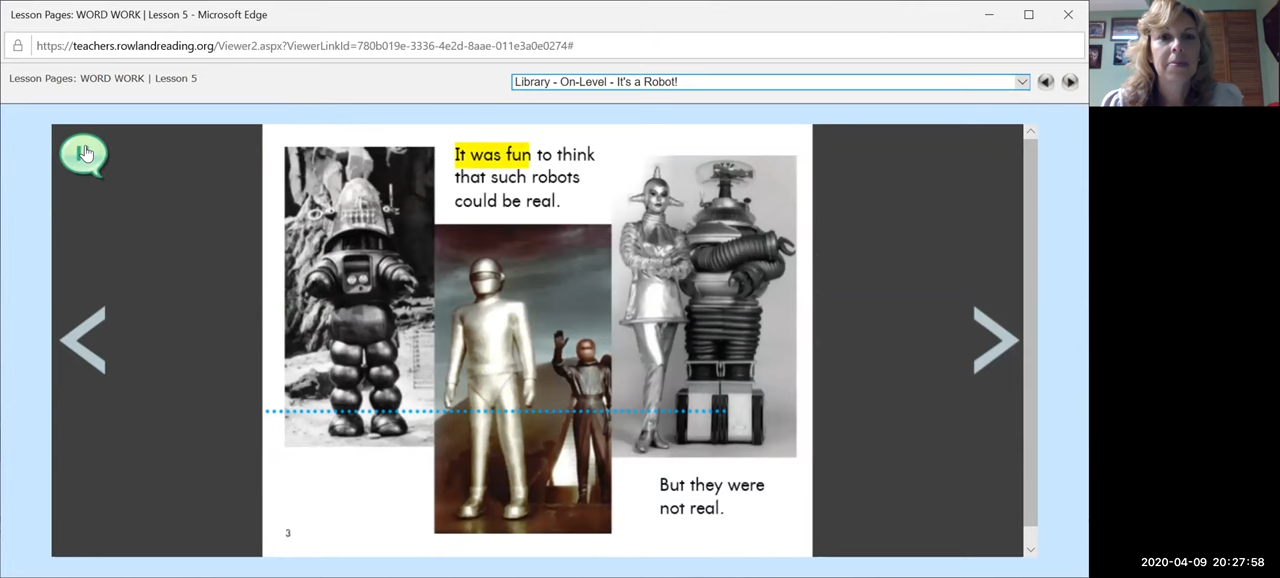 Lesson Pages: WORD WORK | Lesson 5 - Microsoft Edge
https://teachers.rowlandreading.org/Viewer2.aspx?ViewerLinkId=780b019e-3336-4e2d-8aae-011e3a0e0274#
Lesson Pages: WORD WORK | Lesson 5
Library - On-Level - It's a Robot!
It was fun to think
that such robots
could be real.
But they were
not real.
3
2020-04-09 20:27:58